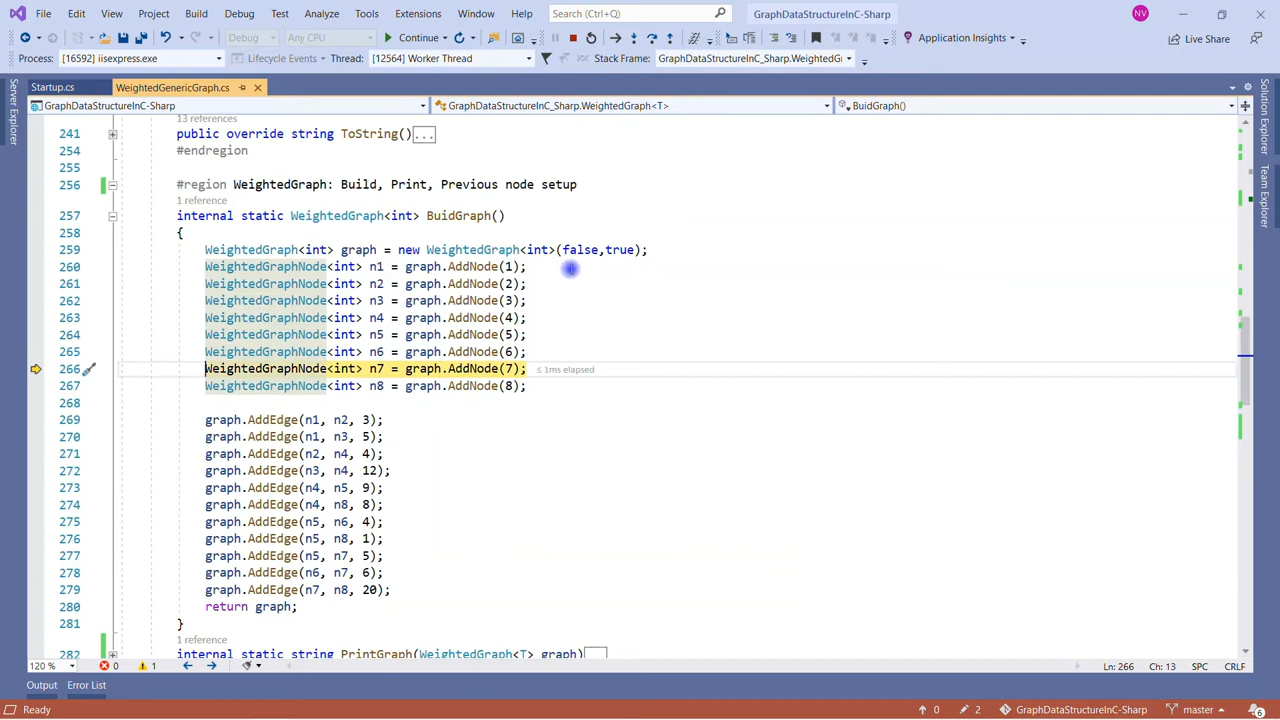 File Edit View Project Build Debug Test Analyze Tools Extensions Window Help Search (Ctrl+Q) GraphDataStructureInC-Sharp NV
Debug Any CPU Continue Application Insights Live Share
Process: [16592] iisexpress.exe Lifecycle Events Thread: [12564] Worker Thread Stack Frame: GraphDataStructureInC_Sharp.WeightedG
Startup.cs WeightedGenericGraph.cs
GraphDataStructureInC-Sharp GraphDataStructureInC_Sharp.WeightedGraph<T> BuidGraph()
Server Explorer
Solution Explorer
Team Explorer
13 references
241 public override string ToString()...
254 #endregion
255
256 #region WeightedGraph: Build, Print, Previous node setup
1 reference
257 internal static WeightedGraph<int> BuidGraph()
258 {
259 WeightedGraph<int> graph = new WeightedGraph<int>(false,true);
260 WeightedGraphNode<int> n1 = graph.AddNode(1);
261 WeightedGraphNode<int> n2 = graph.AddNode(2);
262 WeightedGraphNode<int> n3 = graph.AddNode(3);
263 WeightedGraphNode<int> n4 = graph.AddNode(4);
264 WeightedGraphNode<int> n5 = graph.AddNode(5);
265 WeightedGraphNode<int> n6 = graph.AddNode(6);
266 WeightedGraphNode<int> n7 = graph.AddNode(7); ≤ 1ms elapsed
267 WeightedGraphNode<int> n8 = graph.AddNode(8);
268
269 graph.AddEdge(n1, n2, 3);
270 graph.AddEdge(n1, n3, 5);
271 graph.AddEdge(n2, n4, 4);
272 graph.AddEdge(n3, n4, 12);
273 graph.AddEdge(n4, n5, 9);
274 graph.AddEdge(n4, n8, 8);
275 graph.AddEdge(n5, n6, 4);
276 graph.AddEdge(n5, n8, 1);
277 graph.AddEdge(n5, n7, 5);
278 graph.AddEdge(n6, n7, 6);
279 graph.AddEdge(n7, n8, 20);
280 return graph;
281 }
1 reference
282 internal static string PrintGraph(WeightedGraph<T> graph)
120 % 0 1 Ln: 266 Ch: 13 SPC CRLF
Output Error List
Ready 0 2 GraphDataStructureInC-Sharp master 6